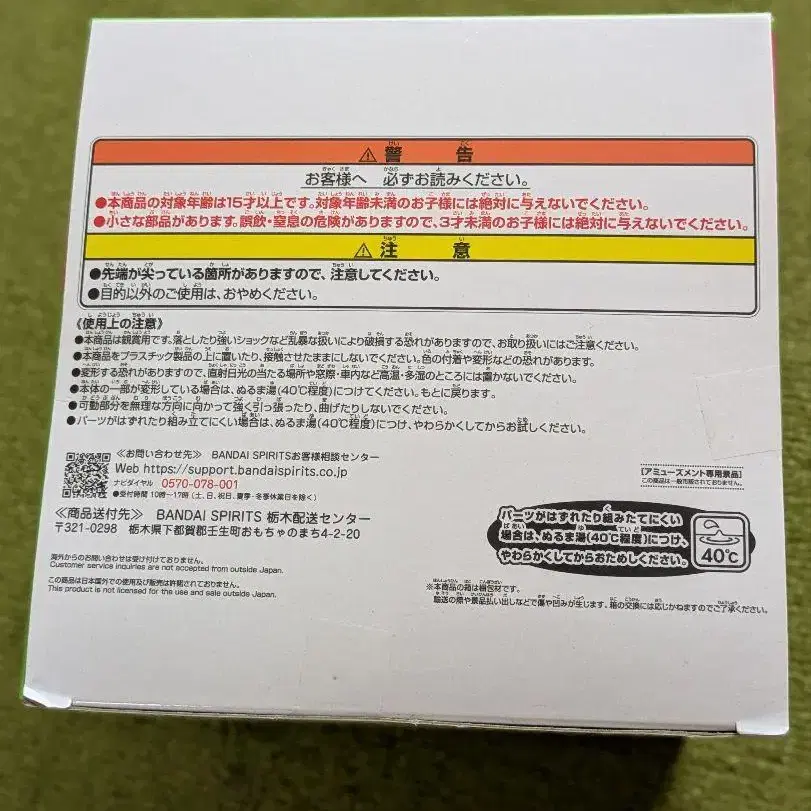 ⚠警告
お客様へ 必ずお読みください。
●本商品の対象年齢は15才以上です。対象年齢未満のお子様には絶対に与えないでください。
●小さな部品があります。誤飲・窒息の危険がありますので、3才未満のお子様には絶対に与えないでください。
⚠注意
●先端が尖っている箇所がありますので、注意してください。
●目的以外のご使用は、おやめください。
《使用上の注意》
●本商品は観賞用です。落としたり強いショックなど乱暴な扱いにより破損する恐れがありますので、お取り扱いにはご注意ください。
●本商品をプラスチック製品の上に置いたり、接触させたままにしないでください。色の付着や変形などの恐れがあります。
●変形する恐れがありますので、直射日光の当たる場所や窓際・車内など高温・多湿のところには置かないでください。
●本体の一部が変形している場合は、ぬるま湯(40℃程度)につけてください。もとに戻ります。
●可動部分を無理な方向に向かって強く引っ張ったり、曲げたりしないでください。
●パーツがはずれたり組み立てにくい場合は、ぬるま湯(40℃程度)につけ、やわらかくしてからお試しください。
≪お問い合わせ先≫ BANDAI SPIRITSお客様相談センター
Web https://support.bandaispirits.co.jp
ナビダイヤル 0570-078-001
●受付時間 10時〜17時(土、日、祝日、夏季・冬季休業日を除く)
≪商品送付先≫ BANDAI SPIRITS 栃木配送センター
〒321-0298 栃木県下都賀郡壬生町おもちゃのまち4-2-20
海外からのお問い合わせは受け付けておりません。
Customer service inquiries are not accepted from outside Japan.
この商品は日本国外での使用及び販売は許諾されておりません。
This product is not licensed for the use and sale outside Japan.
【アミューズメント専用景品】
この商品は一般市販されておりません。
パーツがはずれたり組みたてにくい
場合は、ぬるま湯(40℃程度)につけ、
やわらかくしてからおためしください。
40℃
※本商品の箱は梱包材です。
輸送の際や景品払い出しなどで傷や凹みが生じます。箱の交換には応じかねますのでご了承ください。